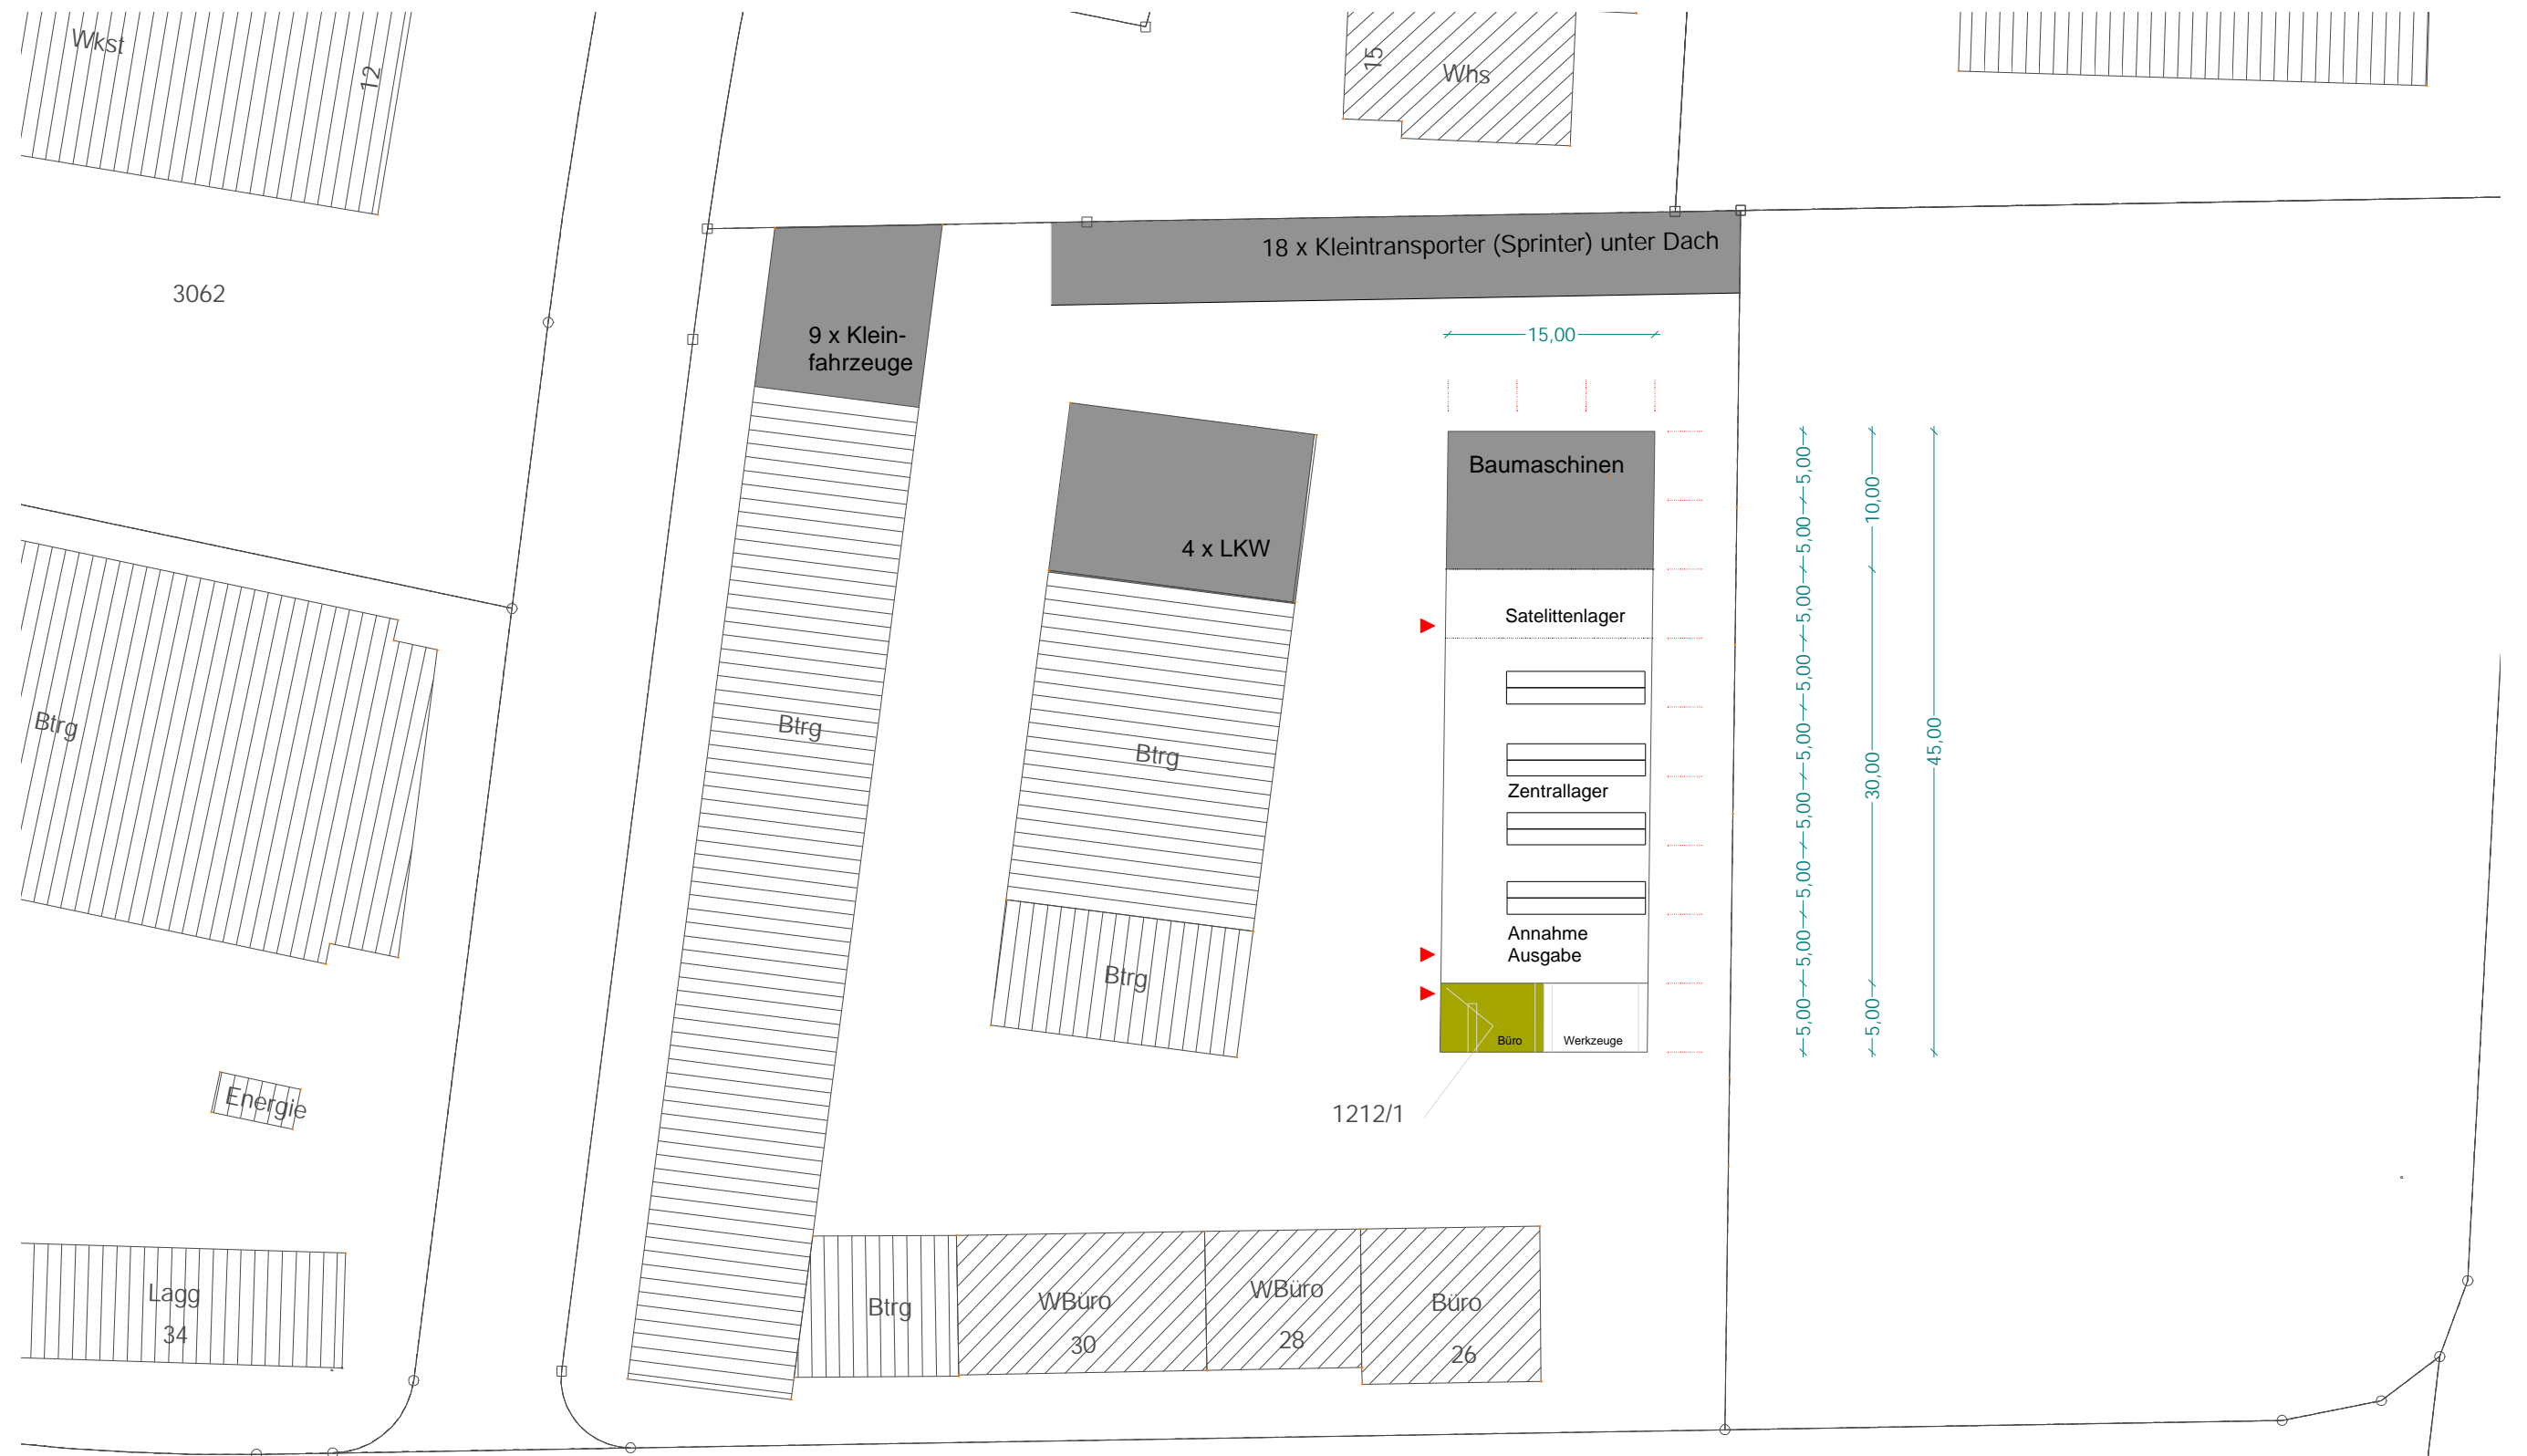 Wkst
12
15
Whs
18 x Kleintransporter (Sprinter) unter Dach
3062
9 x Klein-
fahrzeuge
15,00
Baumaschinen
4 x LKW
Satelittenlager
Btrg
Btrg
Btrg
Zentrallager
Annahme
Ausgabe
Btrg
Büro
Werkzeuge
5,00
5,00
5,00
5,00
5,00
5,00
5,00
5,00
5,00
10,00
30,00
5,00
45,00
Energie
1212/1
Lagg
34
Btrg
WBüro
30
WBüro
28
Büro
26